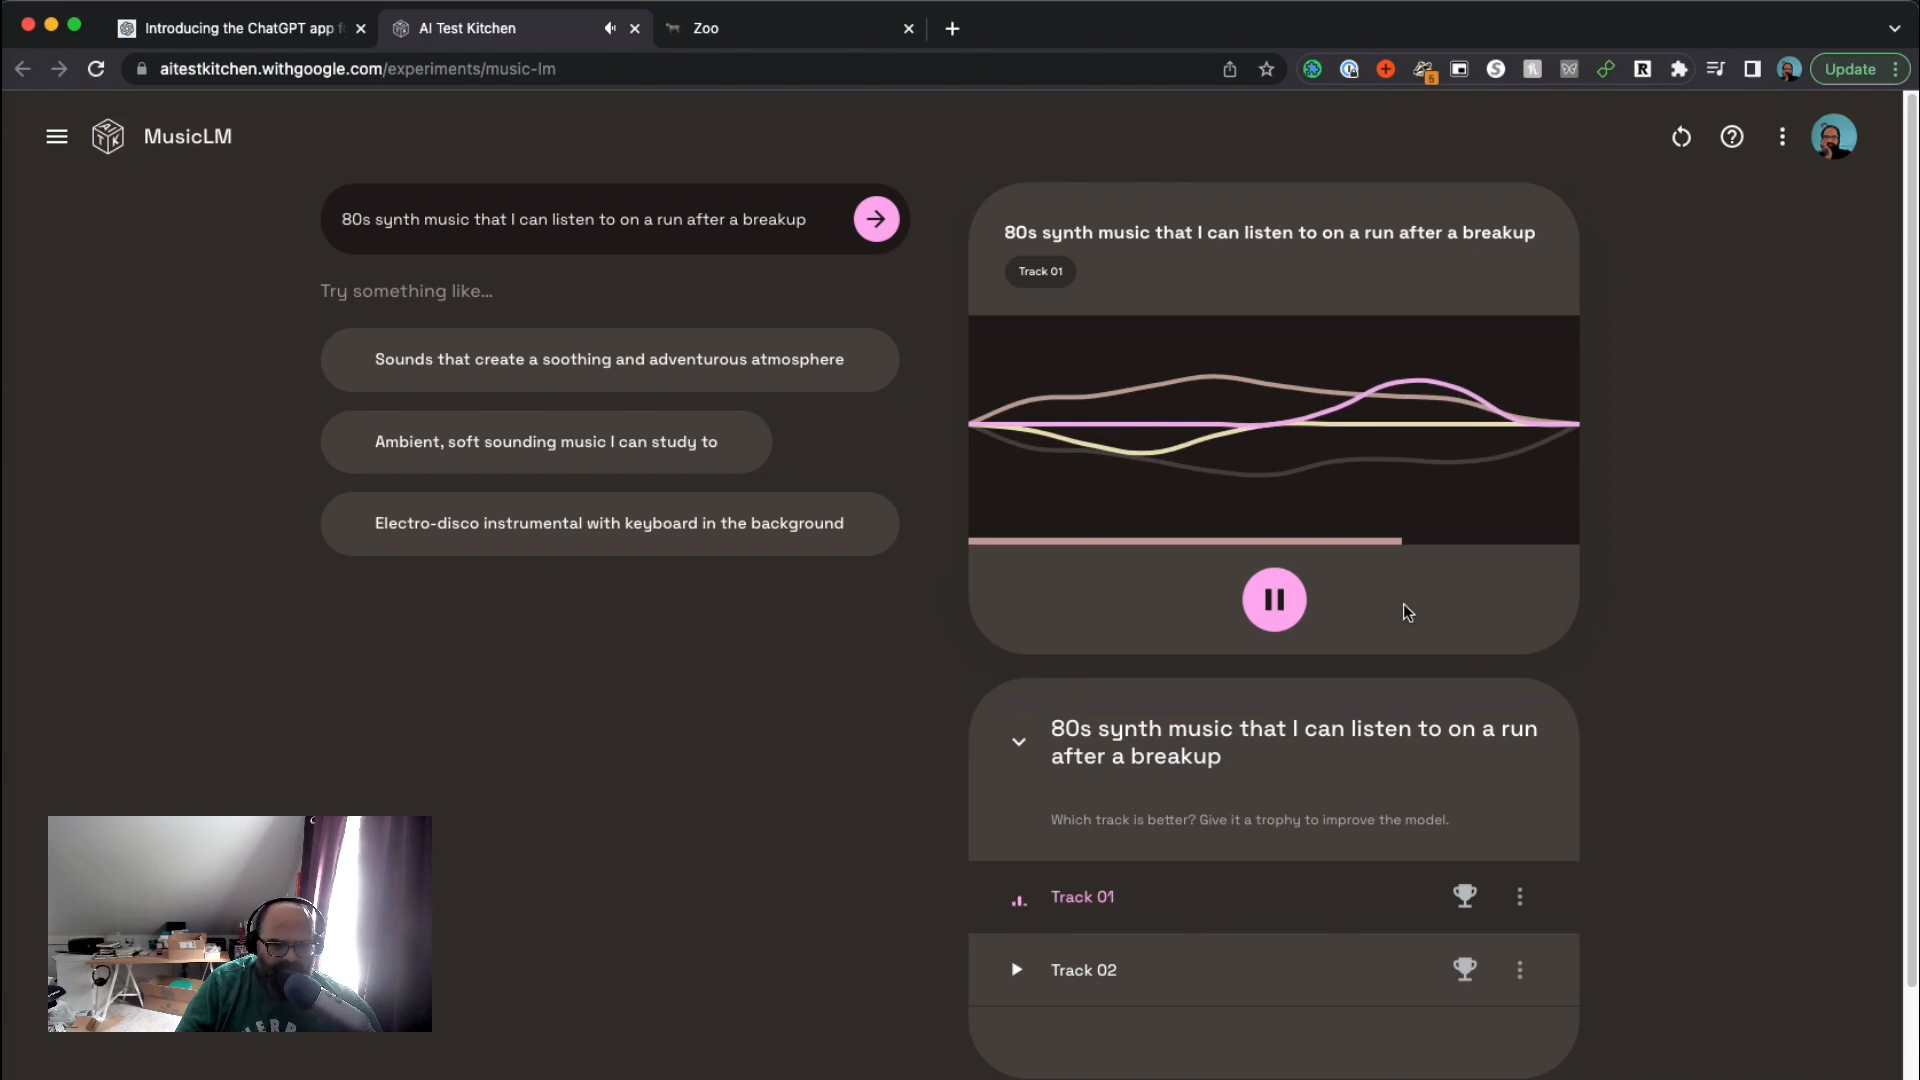 Introducing the ChatGPT app f
AI Test Kitchen
Zoo
aitestkitchen.withgoogle.com/experiments/music-lm
5
S
R
Update
MusicLM
80s synth music that I can listen to on a run after a breakup
Try something like...
Sounds that create a soothing and adventurous atmosphere
Ambient, soft sounding music I can study to
Electro-disco instrumental with keyboard in the background
80s synth music that I can listen to on a run after a breakup
Track 01
80s synth music that I can listen to on a run
after a breakup
Which track is better? Give it a trophy to improve the model.
Track 01
Track 02